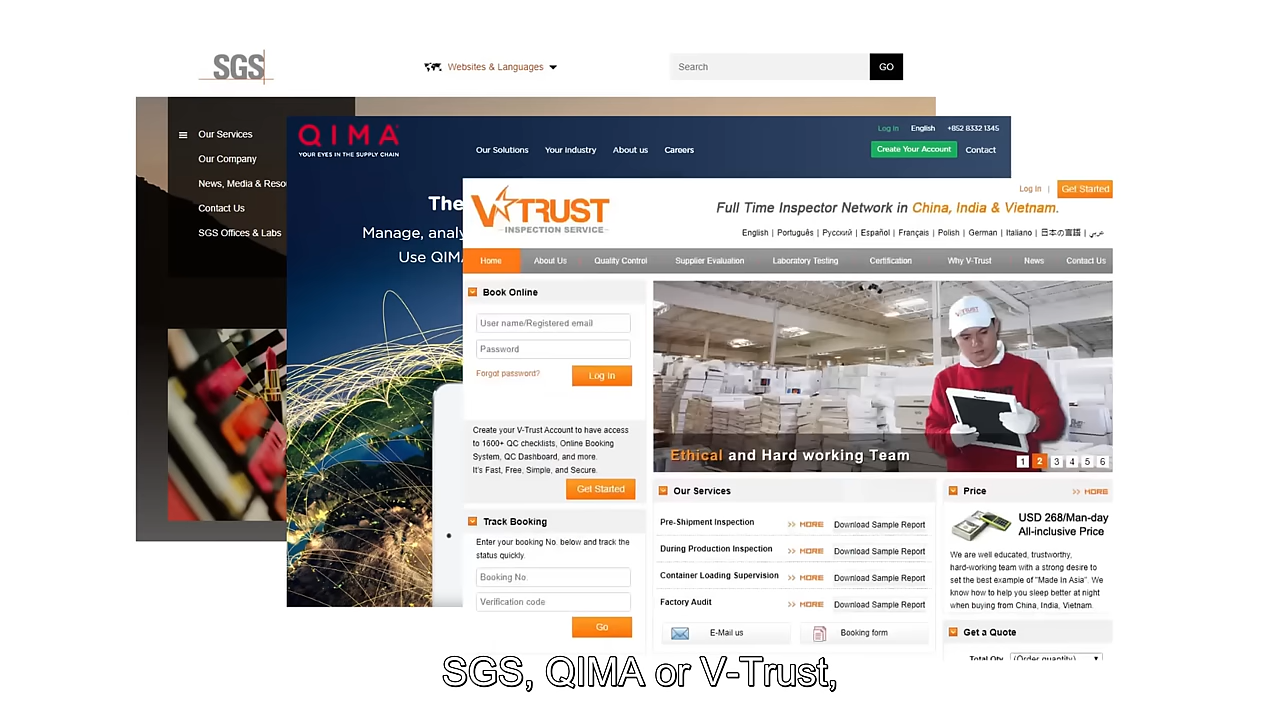 SGS
Websites & Languages
Search
GO
Our Services
Our Company
News, Media & Reso
Contact Us
SGS Offices & Labs
QIMA
YOUR EYES IN THE SUPPLY CHAIN
Log In English +852 8332 1345
Our Solutions Your Industry About us Careers
Create Your Account Contact
The
Manage, analy
Use QIMA
V-TRUST
INSPECTION SERVICE
Log In | Get Started
Full Time Inspector Network in China, India & Vietnam.
English | Português | Русский | Español | Français | Polish | German | Italiano | 日本の言語 | عربي
Home About Us Quality Control Supplier Evaluation Laboratory Testing Certification Why V-Trust News Contact Us
Book Online
User name/Registered email
Password
Forgot password? Log In
Create your V-Trust Account to have access
to 1600+ QC checklists, Online Booking
System, QC Dashboard, and more.
It's Fast, Free, Simple, and Secure.
Get Started
Track Booking
Enter your booking No. below and track the
status quickly.
Booking No.
Verification code
Go
Ethical and Hard working Team
1 2 3 4 5 6
Our Services
Pre-Shipment Inspection >> MORE Download Sample Report
During Production Inspection >> MORE Download Sample Report
Container Loading Supervision >> MORE Download Sample Report
Factory Audit >> MORE Download Sample Report
E-Mail us Booking form
Price >> MORE
USD 268/Man-day
All-inclusive Price
We are well educated, trustworthy,
hard-working team with a strong desire to
set the best example of "Made In Asia". We
know how to help you sleep better at night
when buying from China, India, Vietnam.
Get a Quote
Total Qty (Order quantity)
SGS, QIMA or V-Trust,